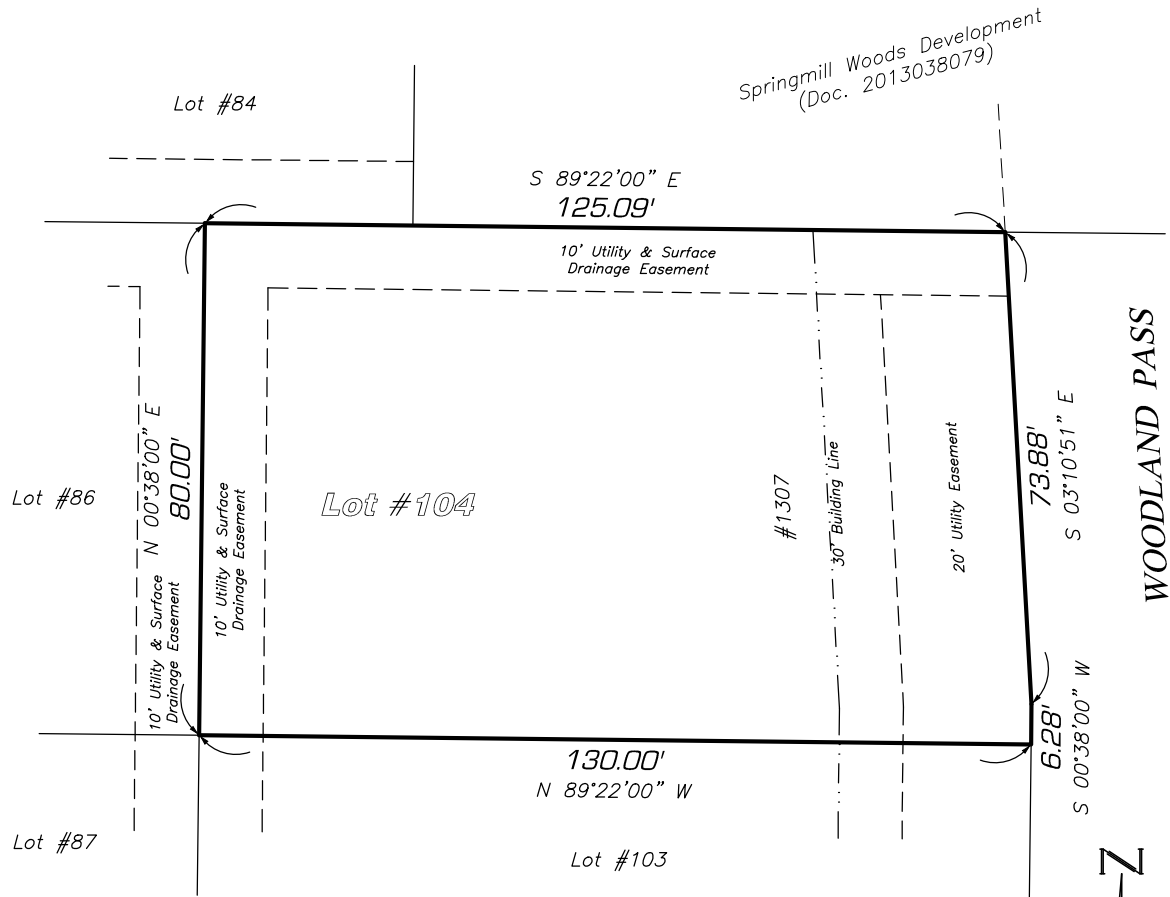 Springmill Woods Development
(Doc. 2013038079)
Lot #84
S 89°22'00" E
125.09'
10' Utility & Surface
Drainage Easement
WOODLAND PASS
N 00°38'00" E
80.00'
73.88'
S 03°10'51" E
Lot #86
10' Utility & Surface
Drainage Easement
Lot #104
#1307
30' Building Line
20' Utility Easement
10' Utility & Surface
Drainage Easement
6.28'
S 00°38'00" W
130.00'
N 89°22'00" W
Lot #87
Lot #103
N